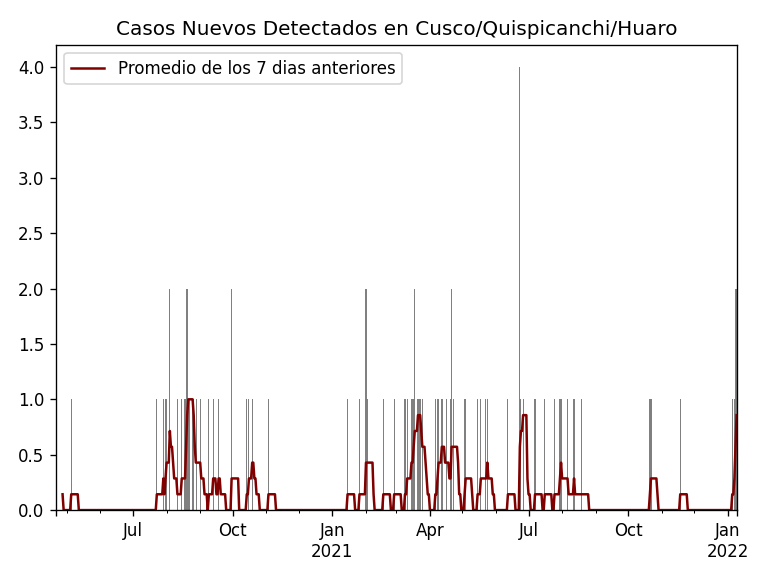 Casos Nuevos Detectados en Cusco/Quispicanchi/Huaro
Promedio de los 7 dias anteriores
4.0
3.5
3.0
2.5
2.0
1.5
1.0
0.5
0.0
Jul
Oct
Jan
2021
Apr
Jul
Oct
Jan
2022